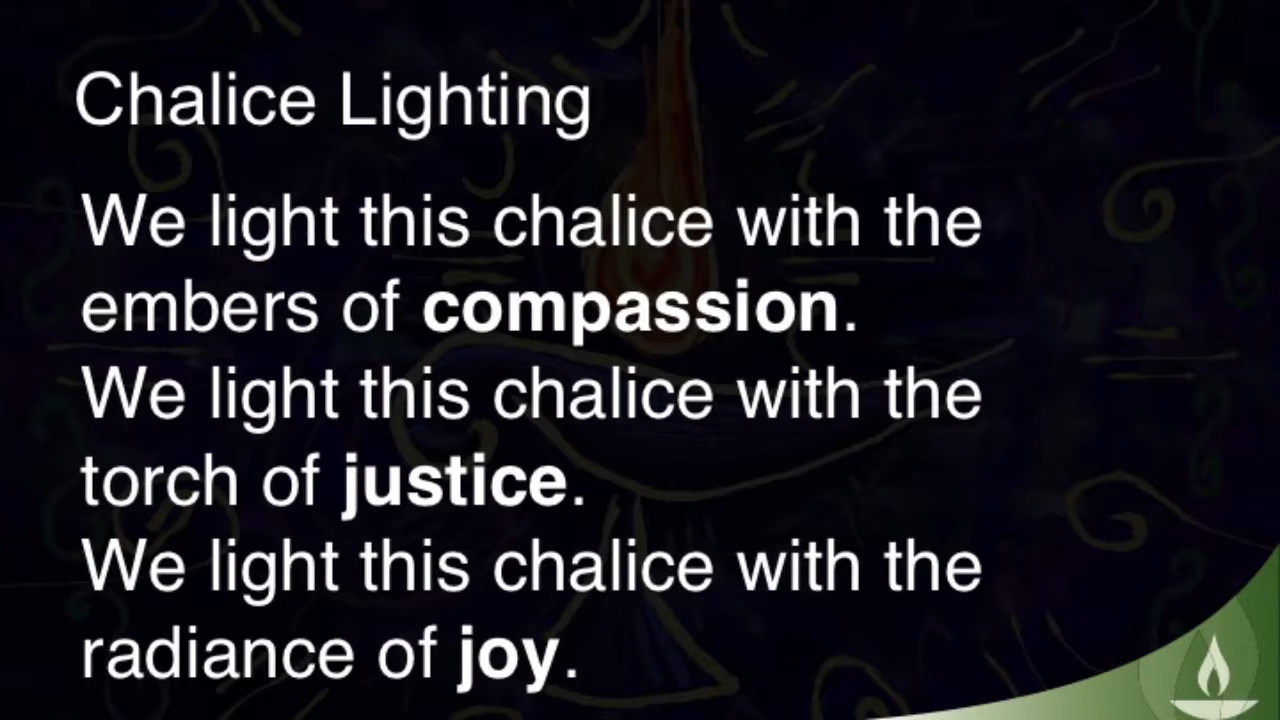 Chalice Lighting
We light this chalice with the
embers of compassion.
We light this chalice with the
torch of justice.
We light this chalice with the
radiance of joy.